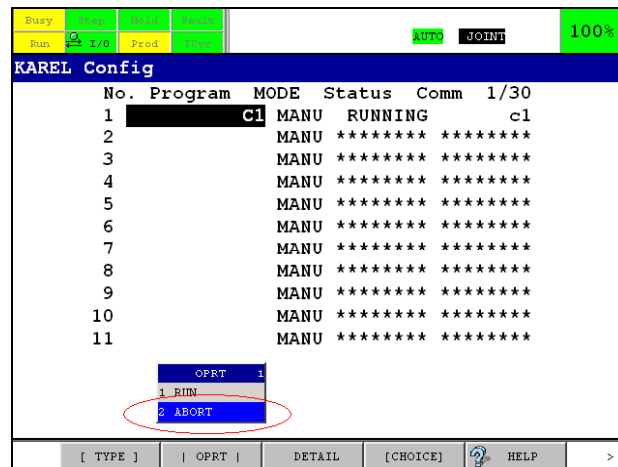 Busy Step Hold Fault
Run I/O Prod TCyc
AUTO JOINT 100%
KAREL Config
No. Program MODE Status Comm 1/30
1 C1 MANU RUNNING c1
2 MANU ******** ********
3 MANU ******** ********
4 MANU ******** ********
5 MANU ******** ********
6 MANU ******** ********
7 MANU ******** ********
8 MANU ******** ********
9 MANU ******** ********
10 MANU ******** ********
11 MANU ******** ********
OPRT 1
1 RUN
2 ABORT
[ TYPE ] | OPRT | DETAIL [CHOICE] HELP >